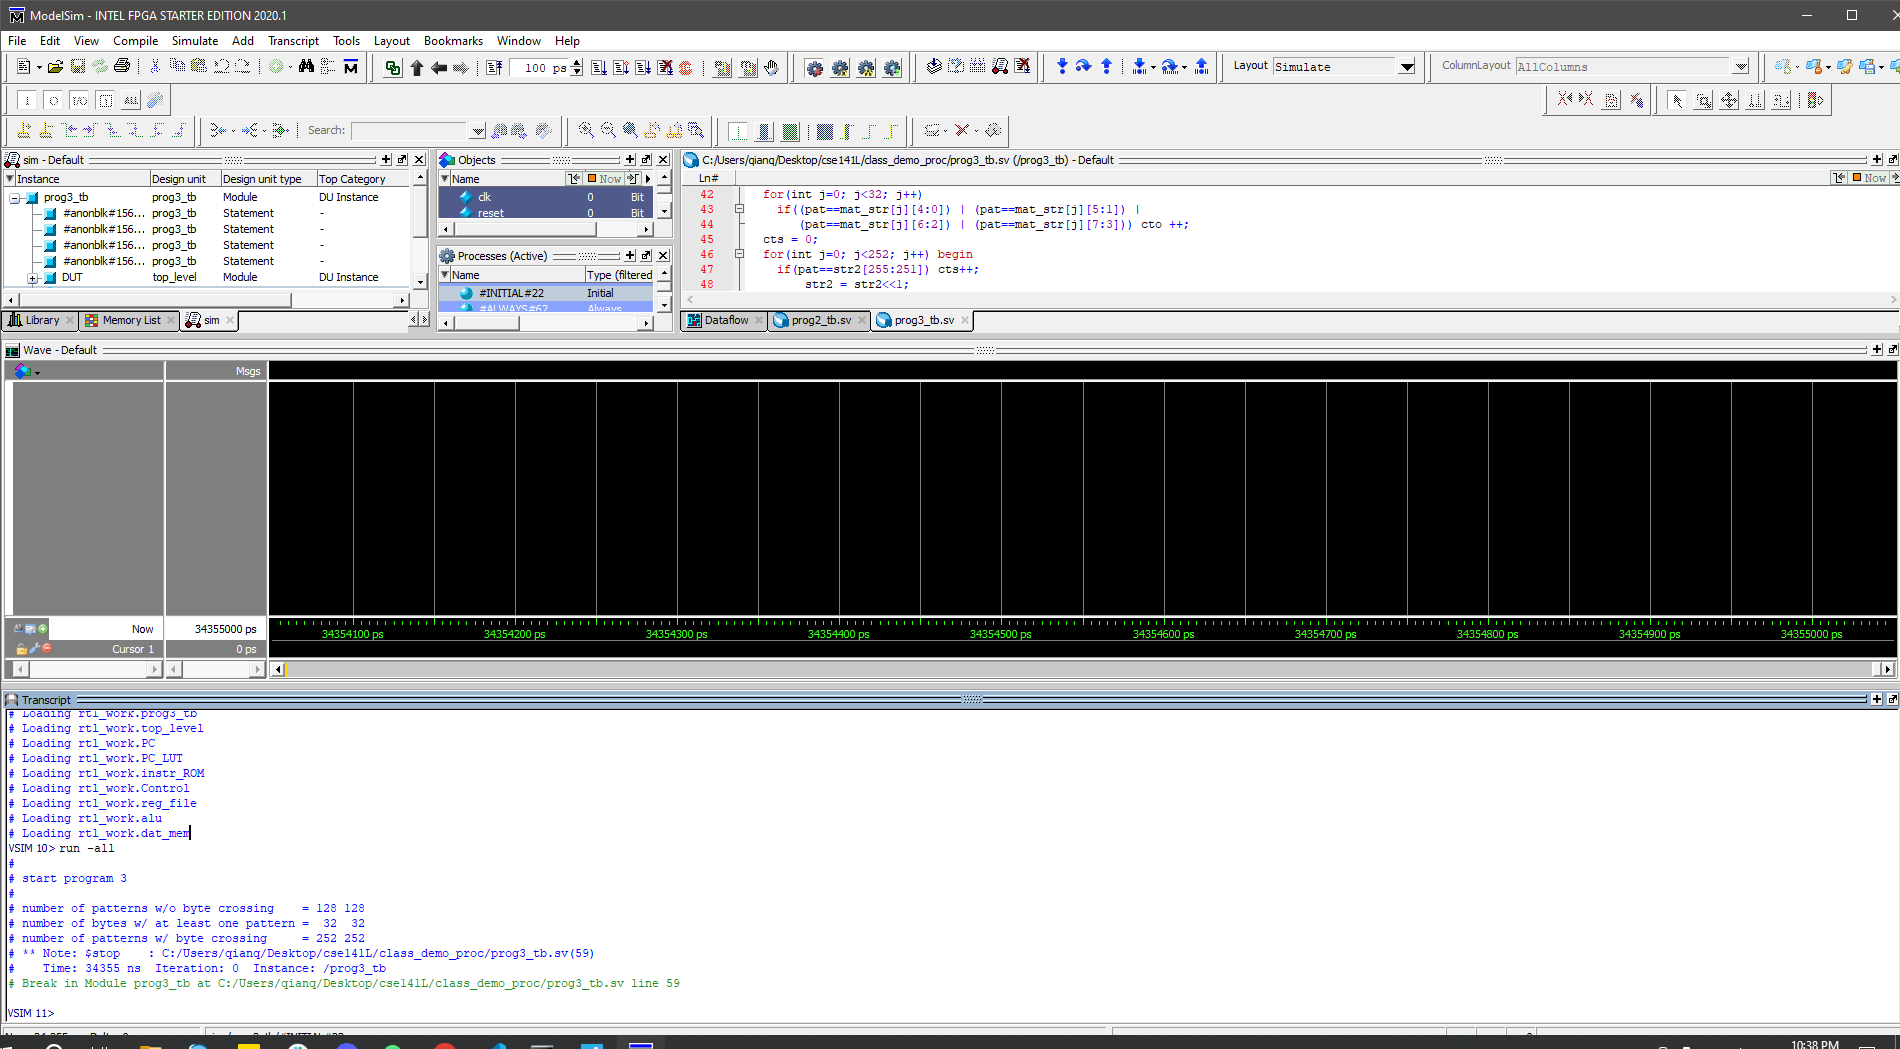 ModelSim - INTEL FPGA STARTER EDITION 2020.1
File Edit View Compile Simulate Add Transcript Tools Layout Bookmarks Window Help
100 ps
Layout Simulate
ColumnLayout AllColumns
Search:
sim - Default
Instance Design unit Design unit type Top Category
prog3_tb prog3_tb Module DU Instance
#anonblk#156... prog3_tb Statement -
#anonblk#156... prog3_tb Statement -
#anonblk#156... prog3_tb Statement -
#anonblk#156... prog3_tb Statement -
DUT top_level Module DU Instance
Library Memory List sim
Objects
Name Now
clk 0 Bit
reset 0 Bit
Processes (Active)
Name Type (filtered
#INITIAL#22 Initial
#ALWAYS#62 Always
C:/Users/qianq/Desktop/cse141L/class_demo_proc/prog3_tb.sv (/prog3_tb) - Default
Ln# Now
42 for(int j=0; j<32; j++)
43 if((pat==mat_str[j][4:0]) | (pat==mat_str[j][5:1]) |
44 (pat==mat_str[j][6:2]) | (pat==mat_str[j][7:3])) cto ++;
45 cts = 0;
46 for(int j=0; j<252; j++) begin
47 if(pat==str2[255:251]) cts++;
48 str2 = str2<<1;
Dataflow prog2_tb.sv prog3_tb.sv
Wave - Default
Msgs
Now 34355000 ps
Cursor 1 0 ps
34354100 ps 34354200 ps 34354300 ps 34354400 ps 34354500 ps 34354600 ps 34354700 ps 34354800 ps 34354900 ps 34355000 ps
Transcript
# Loading rtl_work.prog3_tb
# Loading rtl_work.top_level
# Loading rtl_work.PC
# Loading rtl_work.PC_LUT
# Loading rtl_work.instr_ROM
# Loading rtl_work.Control
# Loading rtl_work.reg_file
# Loading rtl_work.alu
# Loading rtl_work.dat_mem
VSIM 10> run -all
#
# start program 3
#
# number of patterns w/o byte crossing = 128 128
# number of bytes w/ at least one pattern = 32 32
# number of patterns w/ byte crossing = 252 252
# ** Note: $stop : C:/Users/qianq/Desktop/cse141L/class_demo_proc/prog3_tb.sv(59)
# Time: 34355 ns Iteration: 0 Instance: /prog3_tb
# Break in Module prog3_tb at C:/Users/qianq/Desktop/cse141L/class_demo_proc/prog3_tb.sv line 59
VSIM 11>
10:38 PM